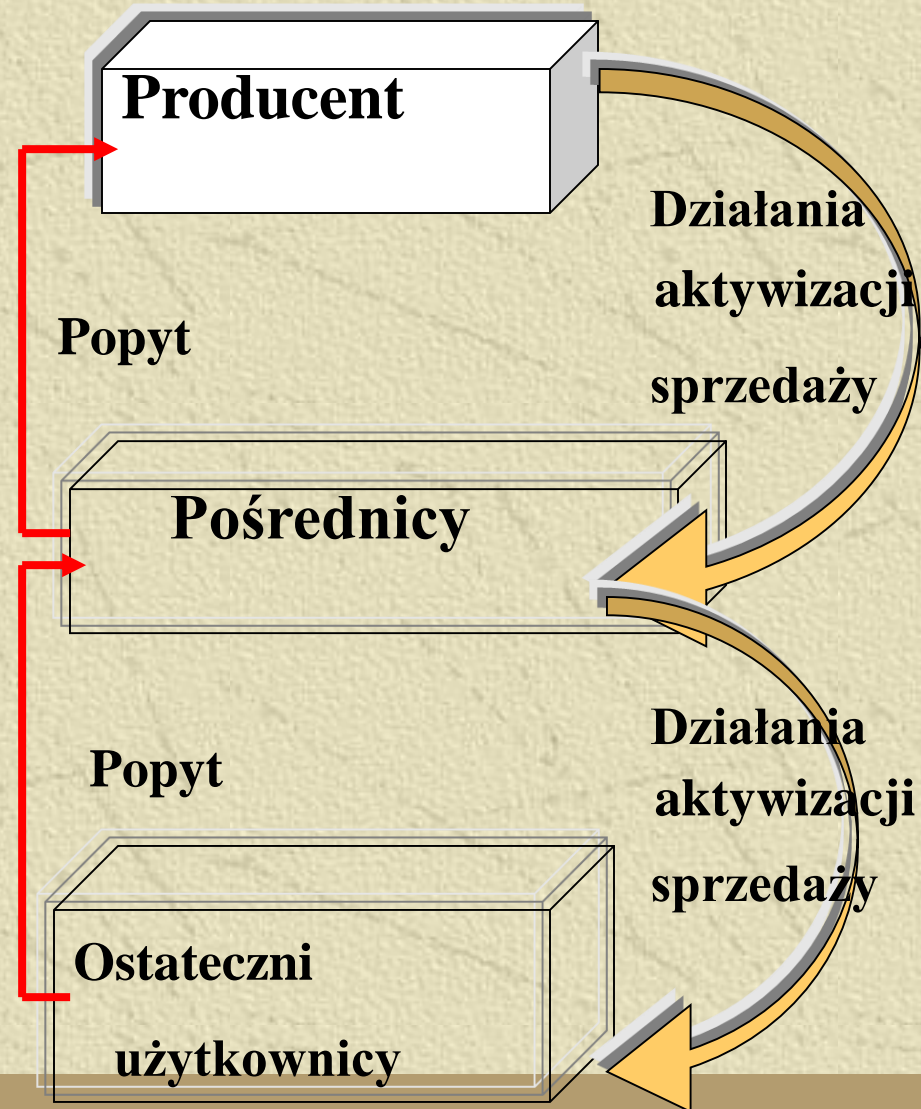 Producent
Działania
aktywizacji
sprzedaży
Popyt
Pośrednicy
Działania
aktywizacji
sprzedaży
Popyt
Ostateczni
użytkownicy